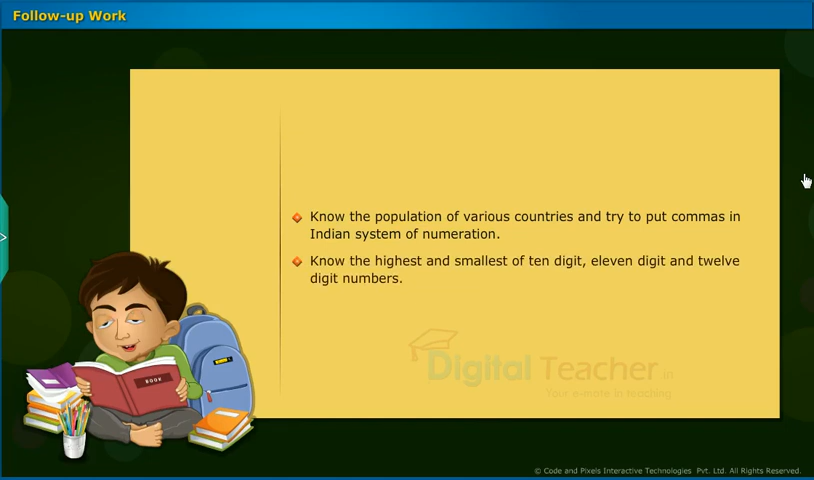 Follow-up Work
Know the population of various countries and try to put commas in
Indian system of numeration.
Know the highest and smallest of ten digit, eleven digit and twelve
digit numbers.
BOOK
Digital Teacher.in
Your e-mate to teaching
© Code and Pixels Interactive Technologies Pvt. Ltd. All Rights Reserved.